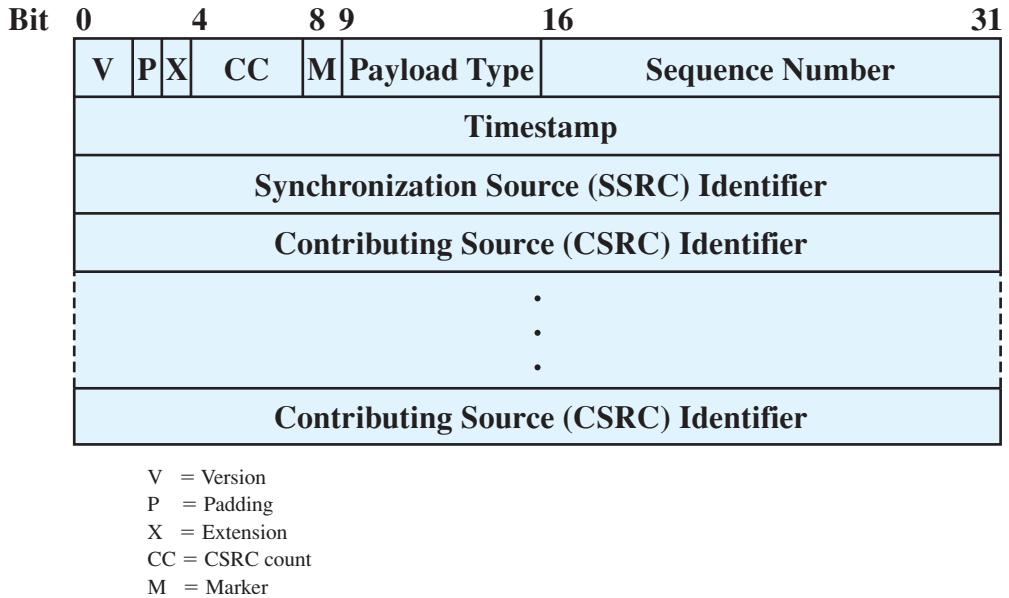 Bit 0 4 8 9 16 31
V P X CC M Payload Type Sequence Number
Timestamp
Synchronization Source (SSRC) Identifier
Contributing Source (CSRC) Identifier
.
.
.
Contributing Source (CSRC) Identifier
V = Version
P = Padding
X = Extension
CC = CSRC count
M = Marker